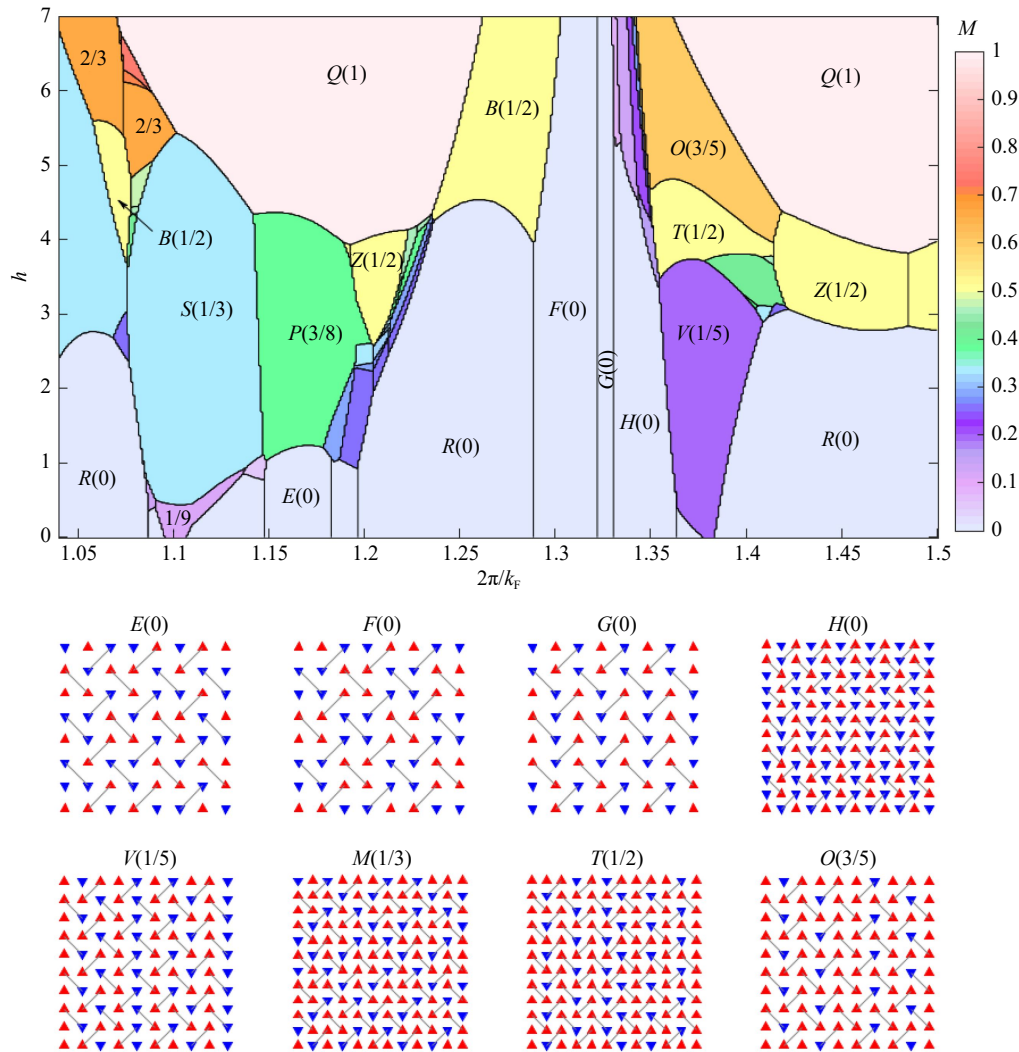 7
6
5
4
3
2
1
0
h
2/3
2/3
Q(1)
B(1/2)
Q(1)
O(3/5)
B(1/2)
T(1/2)
Z(1/2)
S(1/3)
P(3/8)
F(0)
G(0)
V(1/5)
Z(1/2)
R(0)
E(0)
R(0)
H(0)
R(0)
1/9
1.05 1.1 1.15 1.2 1.25 1.3 1.35 1.4 1.45 1.5
2π/k_F
M
1
0.9
0.8
0.7
0.6
0.5
0.4
0.3
0.2
0.1
0
E(0) F(0) G(0) H(0)
V(1/5) M(1/3) T(1/2) O(3/5)